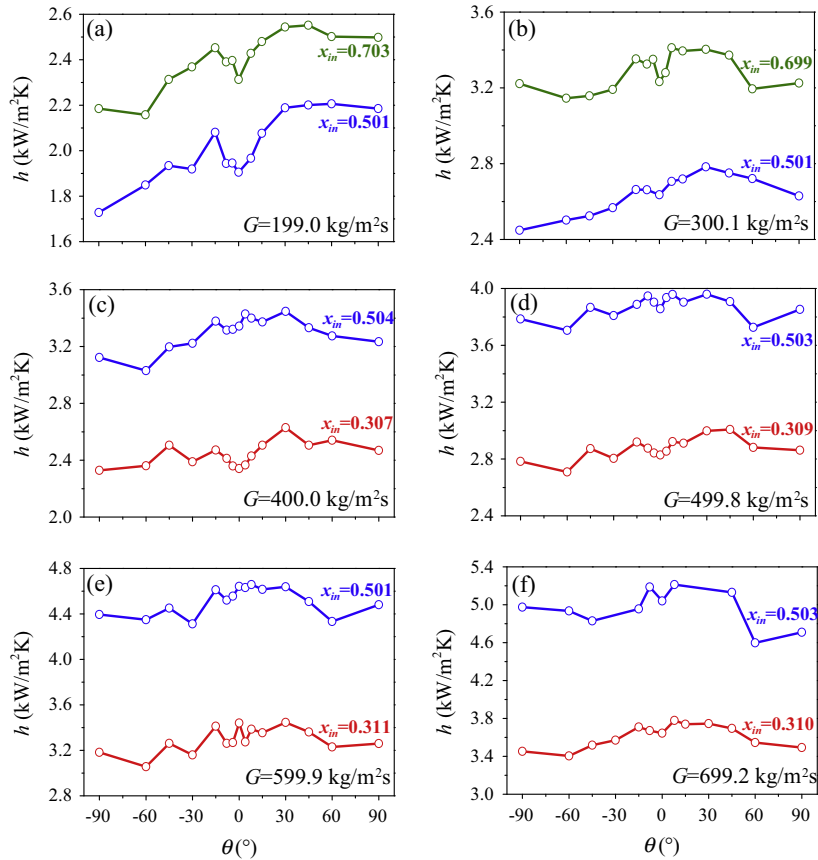 (a)
2.6
2.4
2.2
2.0
1.8
1.6
h (kW/m²K)
x_in=0.703
x_in=0.501
G=199.0 kg/m²s
(b)
4.0
3.6
3.2
2.8
2.4
h (kW/m²K)
x_in=0.699
x_in=0.501
G=300.1 kg/m²s
(c)
3.6
3.2
2.8
2.4
2.0
h (kW/m²K)
x_in=0.504
x_in=0.307
G=400.0 kg/m²s
(d)
4.0
3.6
3.2
2.8
2.4
h (kW/m²K)
x_in=0.503
x_in=0.309
G=499.8 kg/m²s
(e)
4.8
4.4
4.0
3.6
3.2
2.8
h (kW/m²K)
x_in=0.501
x_in=0.311
G=599.9 kg/m²s
-90 -60 -30 0 30 60 90
θ (°)
(f)
5.4
5.2
4.8
4.6
4.2
3.8
3.4
3.0
h (kW/m²K)
x_in=0.503
x_in=0.310
G=699.2 kg/m²s
-90 -60 -30 0 30 60 90
θ (°)